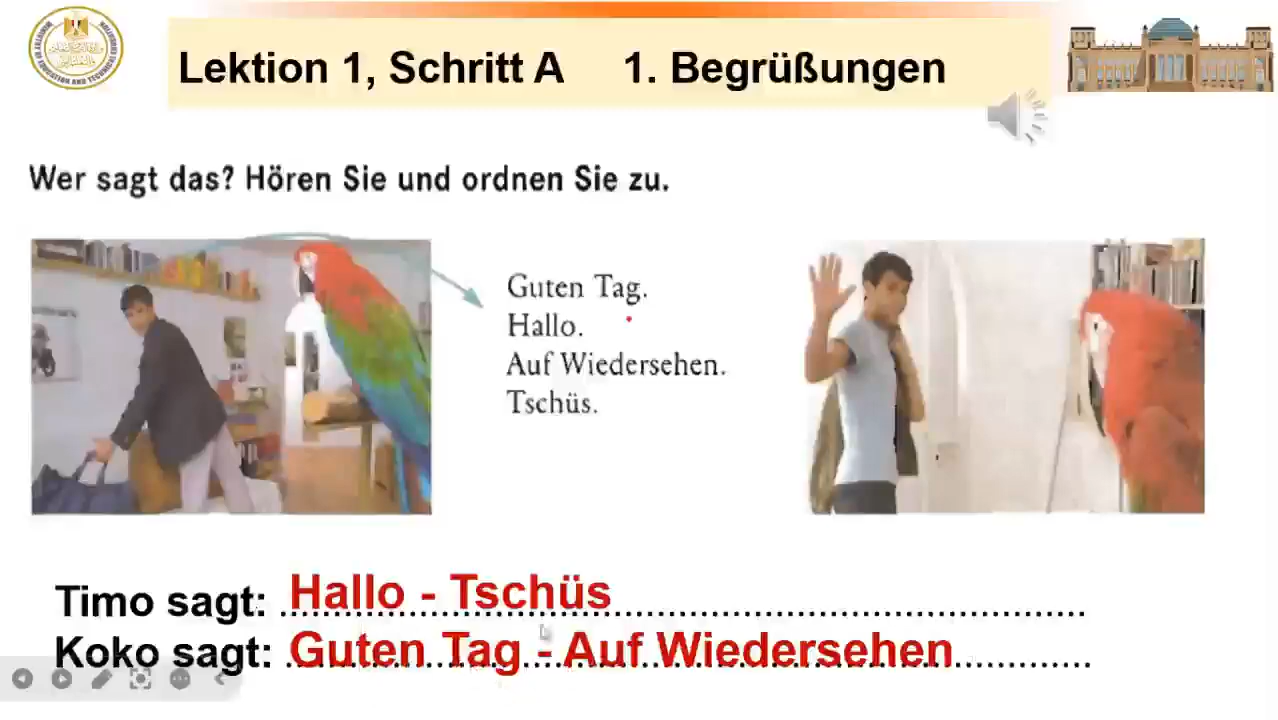 Lektion 1, Schritt A 1. Begrüßungen
Wer sagt das? Hören Sie und ordnen Sie zu.
Guten Tag.
Hallo.
Auf Wiedersehen.
Tschüs.
Timo sagt: Hallo - Tschüs
Koko sagt: Guten Tag - Auf Wiedersehen